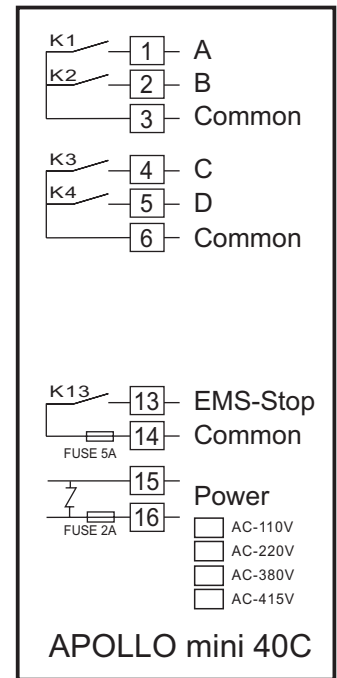 K1 1 A
K2 2 B
3 Common
K3 4 C
K4 5 D
6 Common
K13 13 EMS-Stop
14 Common
FUSE 5A
15
Power
16
FUSE 2A
AC-110V
AC-220V
AC-380V
AC-415V
APOLLO mini 40C